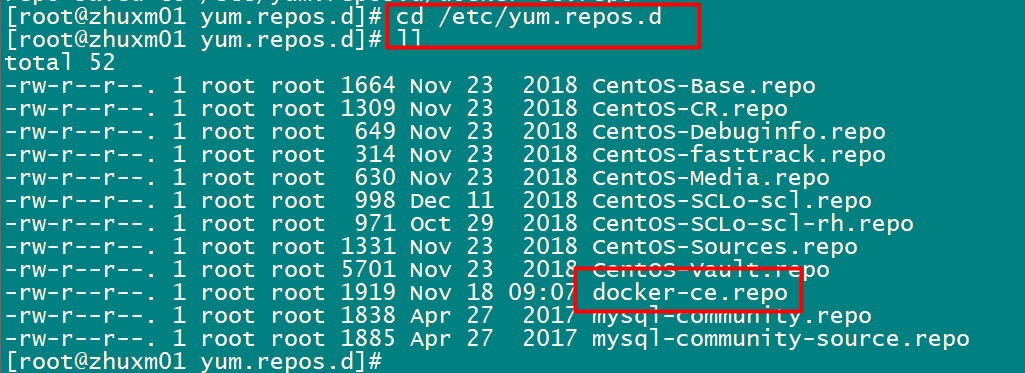 [root@zhuxm01 yum.repos.d]# cd /etc/yum.repos.d
[root@zhuxm01 yum.repos.d]# ll
total 52
-rw-r--r--. 1 root root 1664 Nov 23  2018 CentOS-Base.repo
-rw-r--r--. 1 root root 1309 Nov 23  2018 CentOS-CR.repo
-rw-r--r--. 1 root root  649 Nov 23  2018 CentOS-Debuginfo.repo
-rw-r--r--. 1 root root  314 Nov 23  2018 CentOS-fasttrack.repo
-rw-r--r--. 1 root root  630 Nov 23  2018 CentOS-Media.repo
-rw-r--r--. 1 root root  998 Dec 11  2018 CentOS-SCLo-scl.repo
-rw-r--r--. 1 root root  971 Oct 29  2018 CentOS-SCLo-scl-rh.repo
-rw-r--r--. 1 root root 1331 Nov 23  2018 CentOS-Sources.repo
-rw-r--r--. 1 root root 5701 Nov 23  2018 CentOS-Vault.repo
-rw-r--r--. 1 root root 1919 Nov 18 09:07 docker-ce.repo
-rw-r--r--. 1 root root 1838 Apr 27  2017 mysql-community.repo
-rw-r--r--. 1 root root 1885 Apr 27  2017 mysql-community-source.repo
[root@zhuxm01 yum.repos.d]#